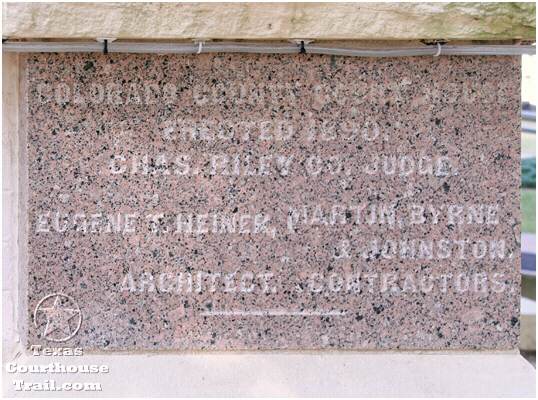 COLORADO COUNTY COURT HOUSE
ERECTED 1890.
CHAS. RILEY CO. JUDGE.
EUGENE T. HEINER,
ARCHITECT.
MARTIN, BYRNE
& JOHNSTON,
CONTRACTORS.
Texas
Courthouse
Trail.com